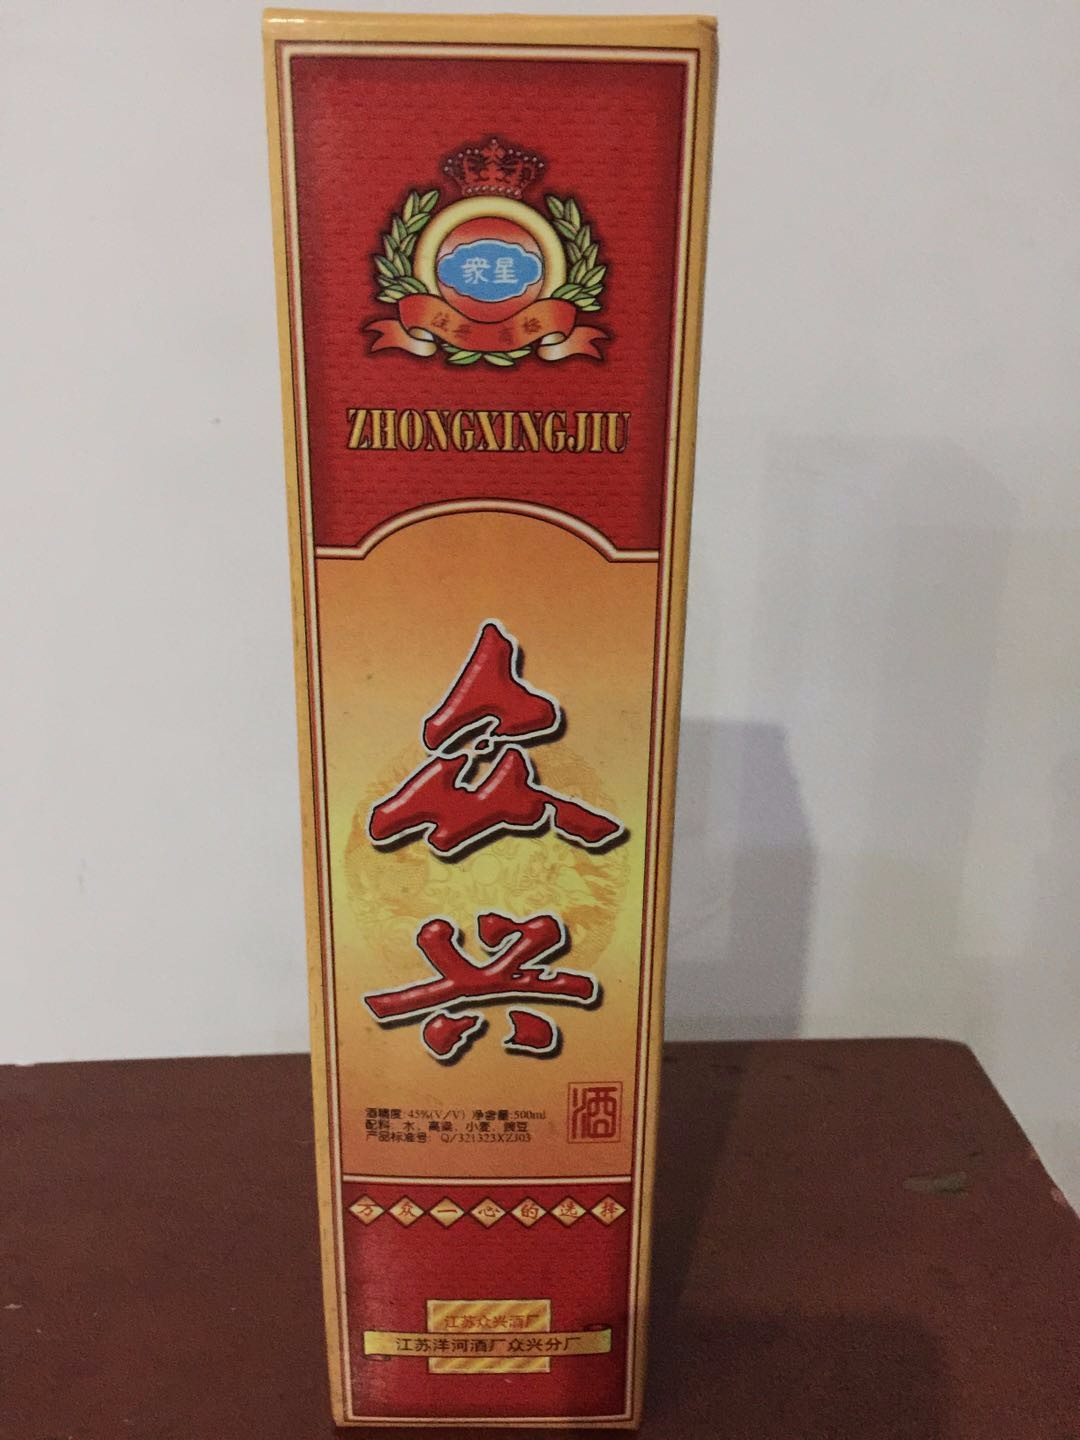 衆星
注册 商标
ZHONGXINGJIU
众兴
酒精度:45%(V/V) 净含量:500ml
配料: 水、高粱、小麦、豌豆
产品标准号: Q/321323XZJ03
酒
万众一心的选择
江苏众兴酒厂
江苏洋河酒厂众兴分厂